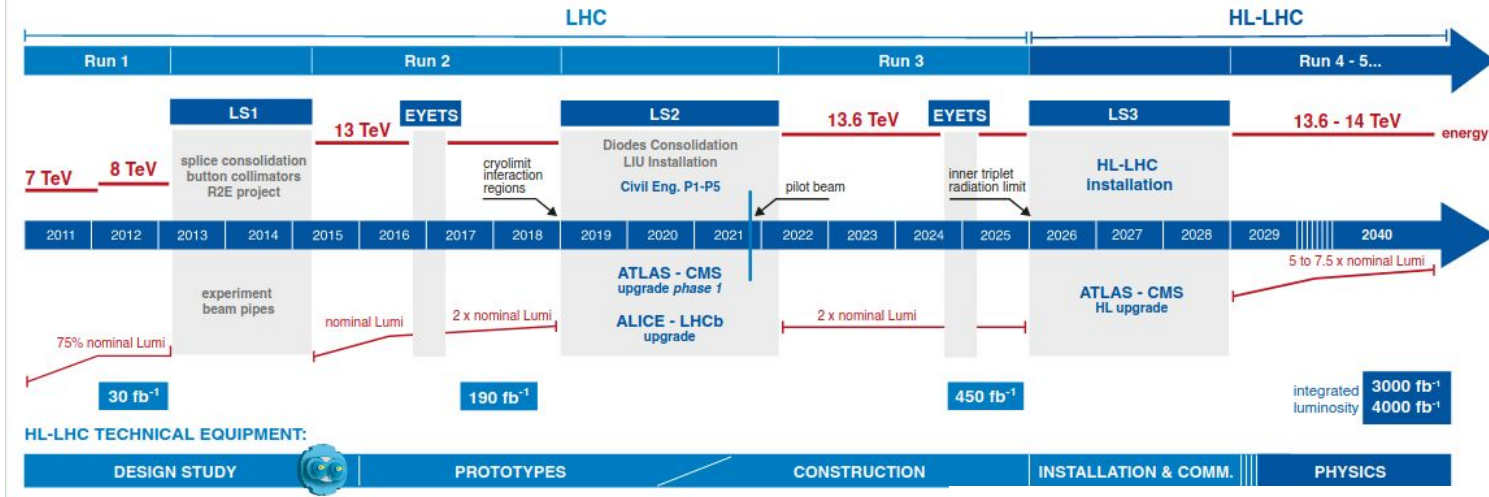 LHC
HL-LHC
Run 1
Run 2
Run 3
Run 4 - 5...
LS1
EYETS
LS2
EYETS
LS3
7 TeV
8 TeV
13 TeV
13.6 TeV
13.6 - 14 TeV
energy
splice consolidation
button collimators
R2E project
cryolimit
interaction
regions
Diodes Consolidation
LIU Installation
Civil Eng. P1-P5
pilot beam
inner triplet
radiation limit
HL-LHC
installation
2011
2012
2013
2014
2015
2016
2017
2018
2019
2020
2021
2022
2023
2024
2025
2026
2027
2028
2029
2040
75% nominal Lumi
experiment
beam pipes
nominal Lumi
2 x nominal Lumi
ATLAS - CMS
upgrade phase 1
ALICE - LHCb
upgrade
2 x nominal Lumi
ATLAS - CMS
HL upgrade
5 to 7.5 x nominal Lumi
30 fb⁻¹
190 fb⁻¹
450 fb⁻¹
integrated
luminosity
3000 fb⁻¹
4000 fb⁻¹
HL-LHC TECHNICAL EQUIPMENT:
DESIGN STUDY
PROTOTYPES
CONSTRUCTION
INSTALLATION & COMM.
PHYSICS